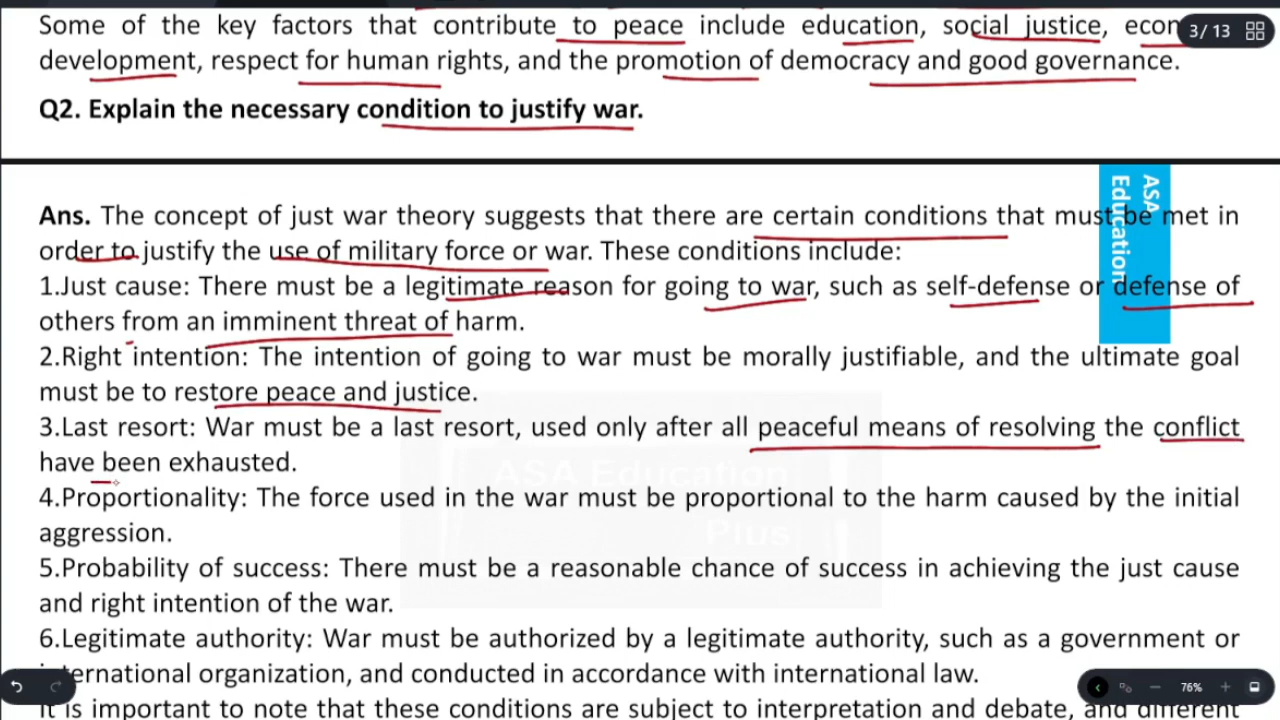 Some of the key factors that contribute to peace include education, social justice, econ
3/ 13
development, respect for human rights, and the promotion of democracy and good governance.
Q2. Explain the necessary condition to justify war.
ASA
Education
Ans. The concept of just war theory suggests that there are certain conditions that must be met in
order to justify the use of military force or war. These conditions include:
1.Just cause: There must be a legitimate reason for going to war, such as self-defense or defense of
others from an imminent threat of harm.
2.Right intention: The intention of going to war must be morally justifiable, and the ultimate goal
must be to restore peace and justice.
3.Last resort: War must be a last resort, used only after all peaceful means of resolving the conflict
have been exhausted.
ASA Education
Plus
4.Proportionality: The force used in the war must be proportional to the harm caused by the initial
aggression.
5.Probability of success: There must be a reasonable chance of success in achieving the just cause
and right intention of the war.
6.Legitimate authority: War must be authorized by a legitimate authority, such as a government or
ernational organization, and conducted in accordance with international law.
76%
It is important to note that these conditions are subject to interpretation and debate, and different